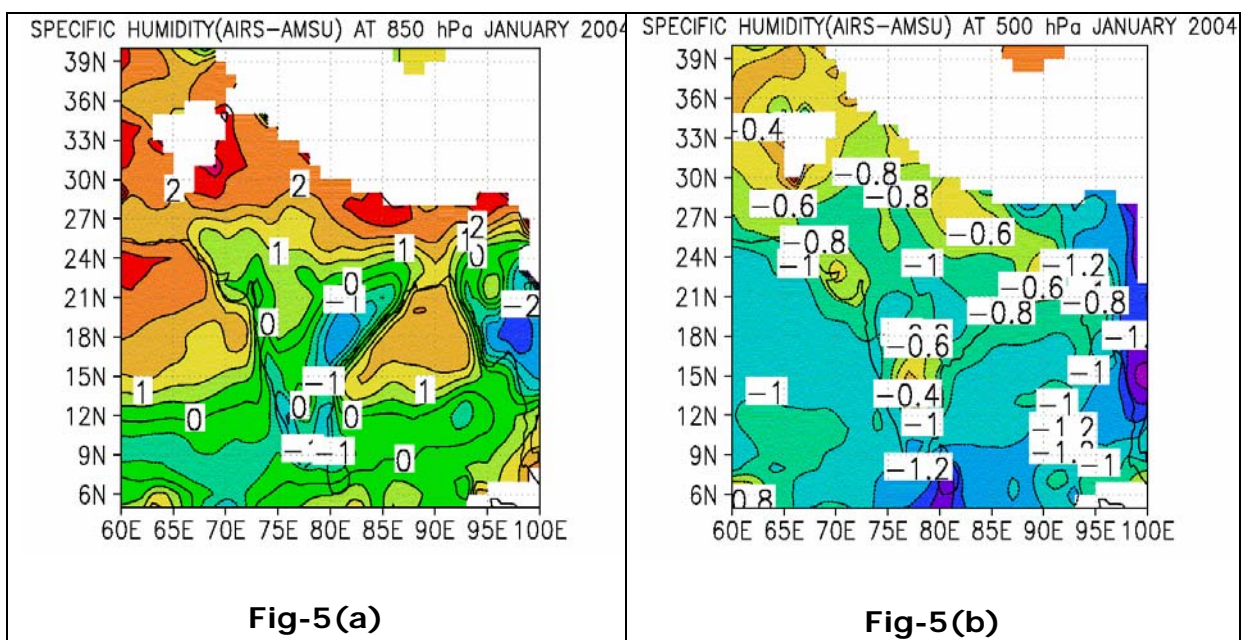 SPECIFIC HUMIDITY(AIRS-AMSU) AT 850 hPa JANUARY 2004
39N
36N
33N
30N
27N
24N
21N
18N
15N
12N
9N
6N
2
2
2
1
1
1
0
0
-1
-2
0
-1
1
0
1
0
0
-1
-1
0
60E 65E 70E 75E 80E 85E 90E 95E 100E
Fig-5(a)
SPECIFIC HUMIDITY(AIRS-AMSU) AT 500 hPa JANUARY 2004
39N
36N
33N
30N
27N
24N
21N
18N
15N
12N
9N
6N
-0.8
-0.8
-0.6
-0.8
-0.6
-1
-1
-1.2
-0.6
-0.8
-0.8
-0.6
-1
-0.4
-1
-1
-1
-1.2
-1
-1.2
60E 65E 70E 75E 80E 85E 90E 95E 100E
Fig-5(b)